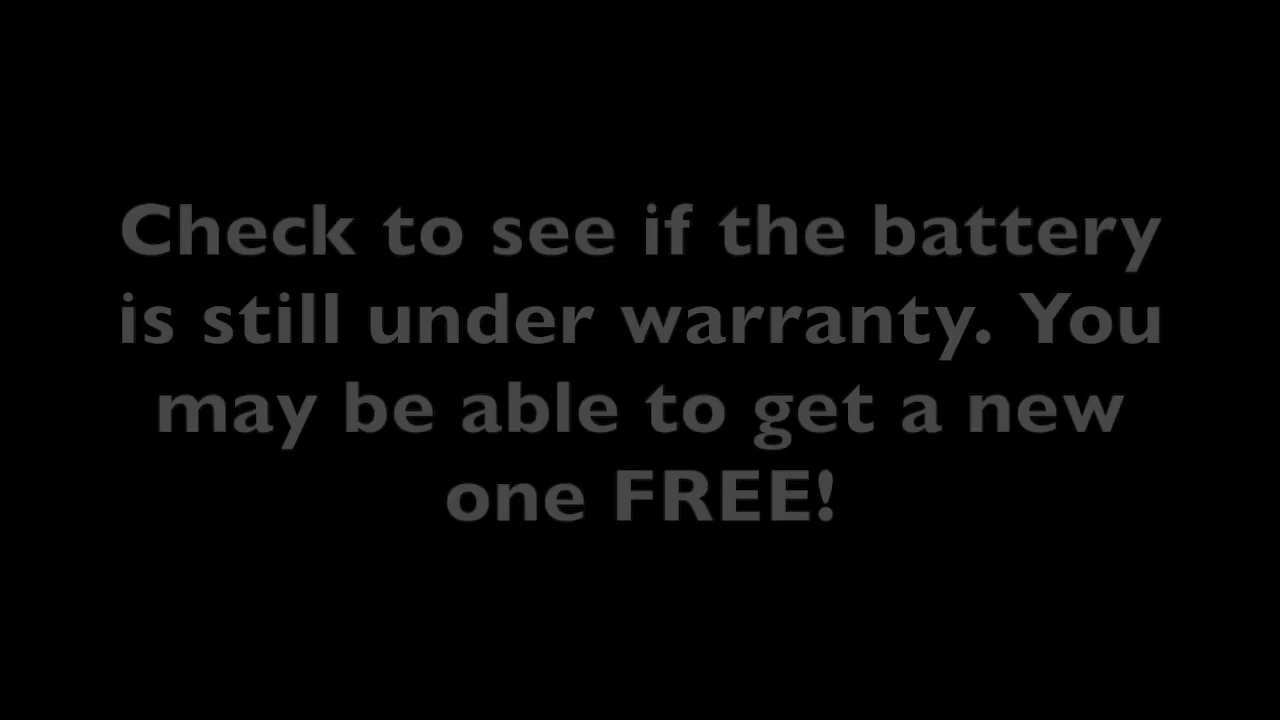 Check to see if the battery
is still under warranty. You
may be able to get a new
one FREE!